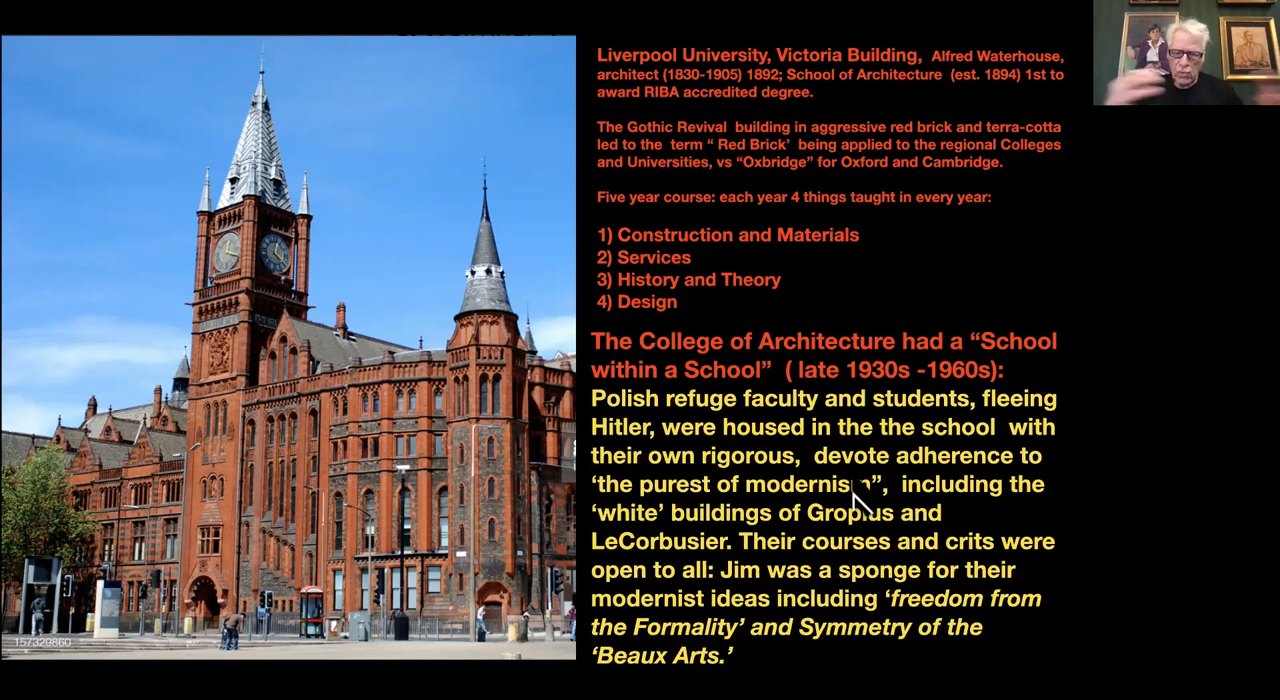 Liverpool University, Victoria Building, Alfred Waterhouse,
architect (1830-1905) 1892; School of Architecture (est. 1894) 1st to
award RIBA accredited degree.
The Gothic Revival building in aggressive red brick and terra-cotta
led to the term “ Red Brick’ being applied to the regional Colleges
and Universities, vs “Oxbridge” for Oxford and Cambridge.
Five year course: each year 4 things taught in every year:
1) Construction and Materials
2) Services
3) History and Theory
4) Design
The College of Architecture had a “School
within a School” ( late 1930s -1960s):
Polish refuge faculty and students, fleeing
Hitler, were housed in the the school with
their own rigorous, devote adherence to
‘the purest of modernism”, including the
‘white’ buildings of Gropius and
LeCorbusier. Their courses and crits were
open to all: Jim was a sponge for their
modernist ideas including ‘freedom from
the Formality’ and Symmetry of the
‘Beaux Arts.’
157329860